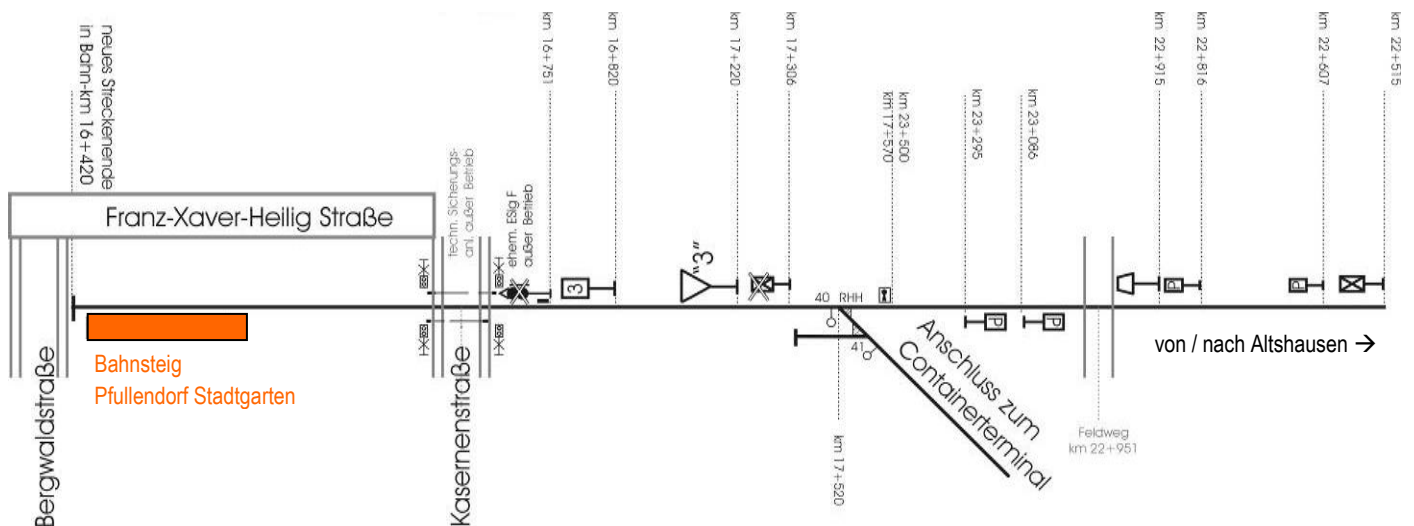 neues Streckenende
in Bahn-km 16+420
km 16+751
km 16+820
km 17+220
km 17+306
km 23+500
km 17+570
km 23+295
km 23+086
km 22+915
km 22+816
km 22+607
km 22+515
Franz-Xaver-Heilig Straße
techn. Sicherungs-
anl. außer Betrieb
ehem. ESig F
außer Betrieb
3
"3"
P
P
P
P
40 RHH
41
Bahnsteig
Pfullendorf Stadtgarten
Bergwaldstraße
Kasernenstraße
Anschluss zum
Containerterminal
km 17+520
Feldweg
km 22+951
von / nach Altshausen →